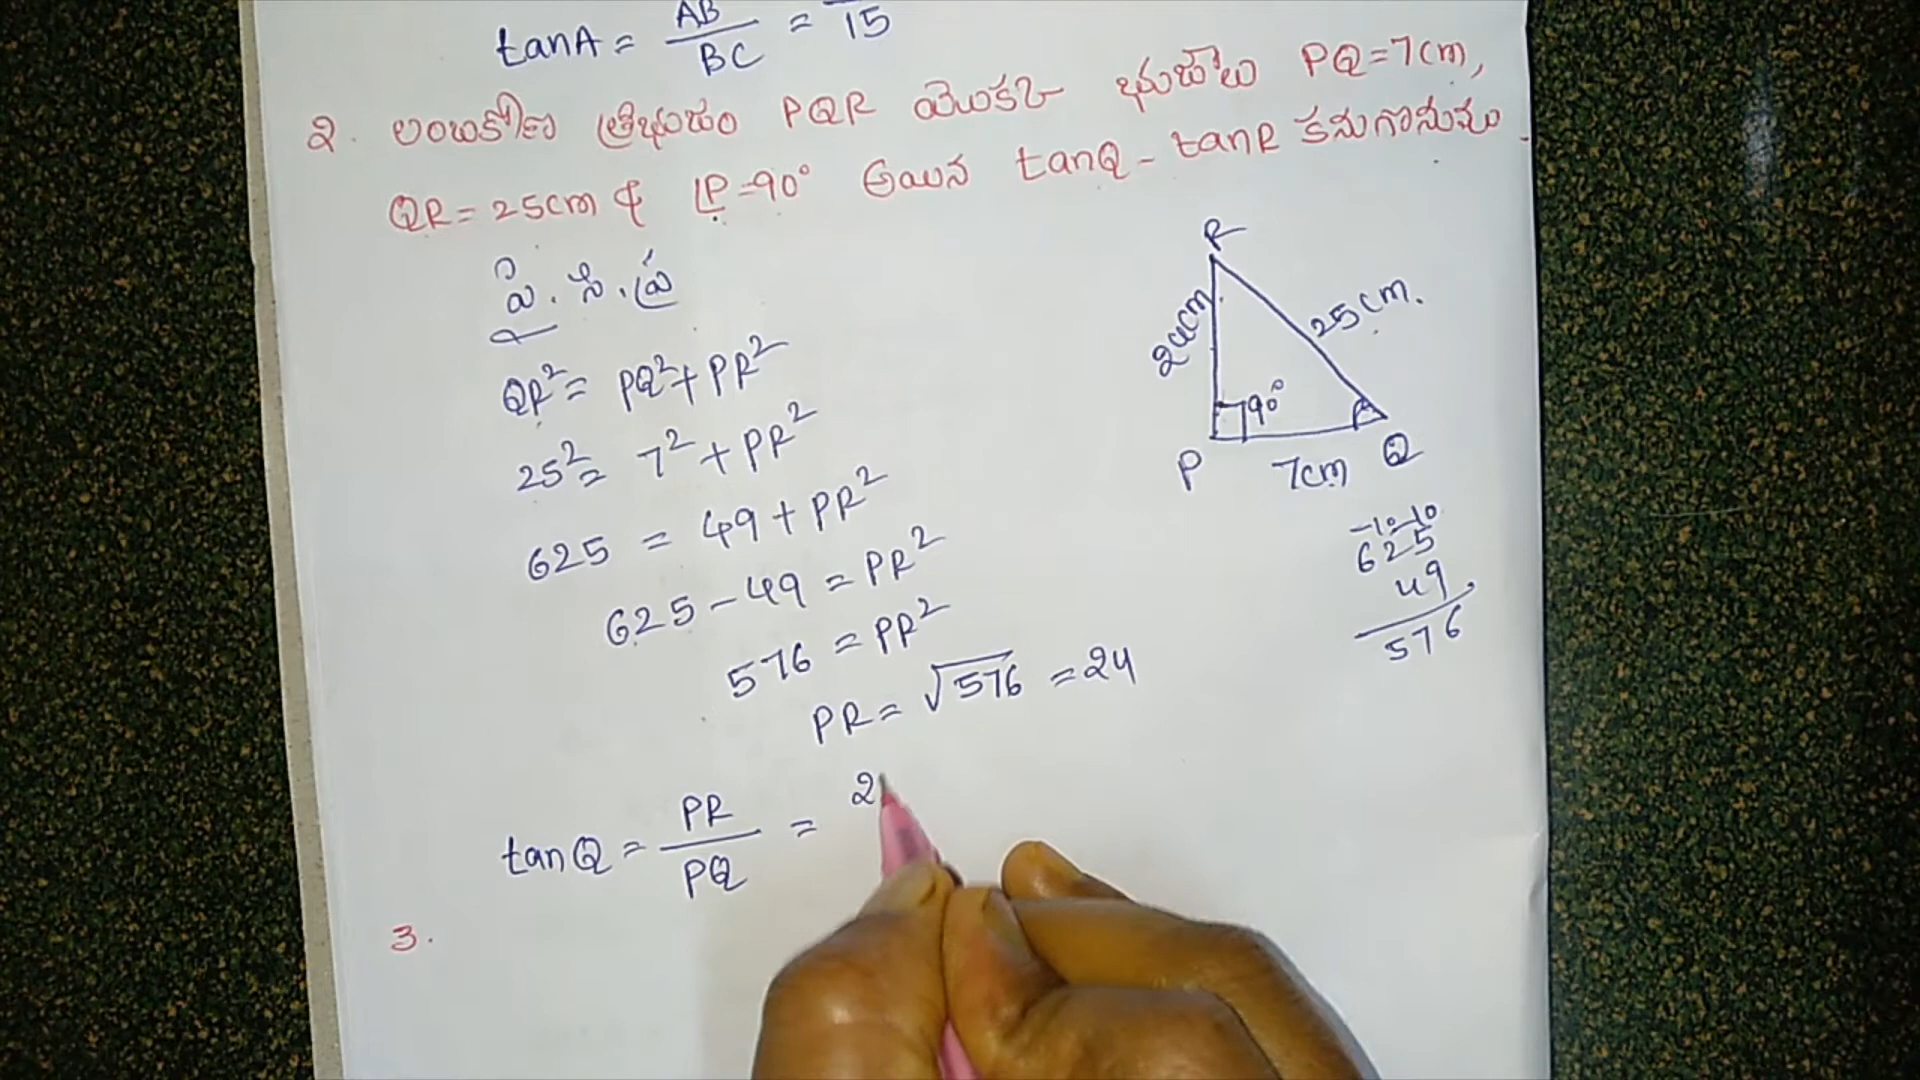 tanA = AB/BC = /15
2. లంబకోణ త్రిభుజం PQR యొక్క భుజాలు PQ=7cm,
QR=25cm & ∠P=90° అయిన tanQ - tanR కనుగొనుము.
QR² = PQ² + PR²
25² = 7² + PR²
625 = 49 + PR²
625 - 49 = PR²
576 = PR²
PR = √576 = 24
tanQ = PR/PQ = 2
3.
R
24cm
25cm.
90°
P
7cm
Q
-10-10
625
49
576